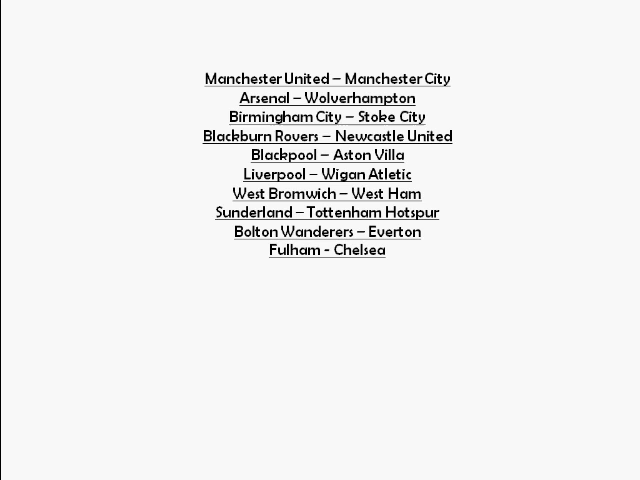 Manchester United – Manchester City
Arsenal – Wolverhampton
Birmingham City – Stoke City
Blackburn Rovers – Newcastle United
Blackpool – Aston Villa
Liverpool – Wigan Atletic
West Bromwich – West Ham
Sunderland – Tottenham Hotspur
Bolton Wanderers – Everton
Fulham - Chelsea